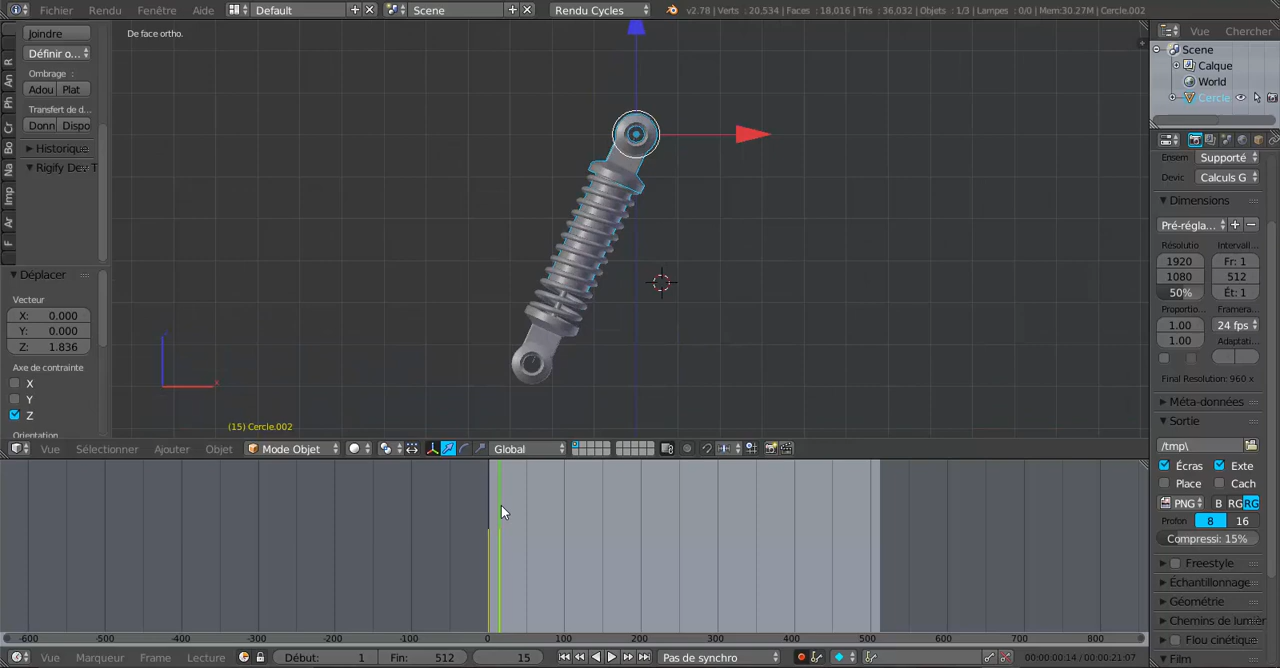 Fichier Rendu Fenêtre Aide Default Scene Rendu Cycles v2.78 | Verts : 20.534 | Faces : 18,016 | Tris : 36,032 | Objets : 1/3 | Lampes : 0/0 | Mem:30.27M | Cercle.002
Joindre
Définir o...
Ombrage :
Adou Plat
Transfert de d...
Donn Dispo
Historique
Rigify Dev T
R
An
Ph
Cr
Bo
Na
Imp
Ar
F
Déplacer
Vecteur
X: 0.000
Y: 0.000
Z: 1.836
Axe de contrainte
X
Y
Z
Orientation
De face ortho.
x
(15) Cercle.002
Vue Sélectionner Ajouter Objet Mode Objet Global
-600 -500 -400 -300 -200 -100 0 100 200 300 400 500 600 700 800
Vue Marqueur Frame Lecture Début: 1 Fin: 512 15 Pas de synchro 00:00:00:14 / 00:00:21:07
Vue Chercher
Scene
Calque
World
Cercle
Ensem Supporté
Devic Calculs G
Dimensions
Pré-régla...
Résolutio Intervall
1920 Fr: 1
1080 512
50% Ét: 1
Proportio Framera
1.00 24 fps
1.00 Adaptati...
Final Resolution: 960 x
Méta-données
Sortie
/tmp\
Écras Exte
Place Cach
PNG B RG RG
Profon 8 16
Compressi: 15%
Freestyle
Échantillonnage
Géométrie
Chemins de lumièr
Flou cinétique
Film